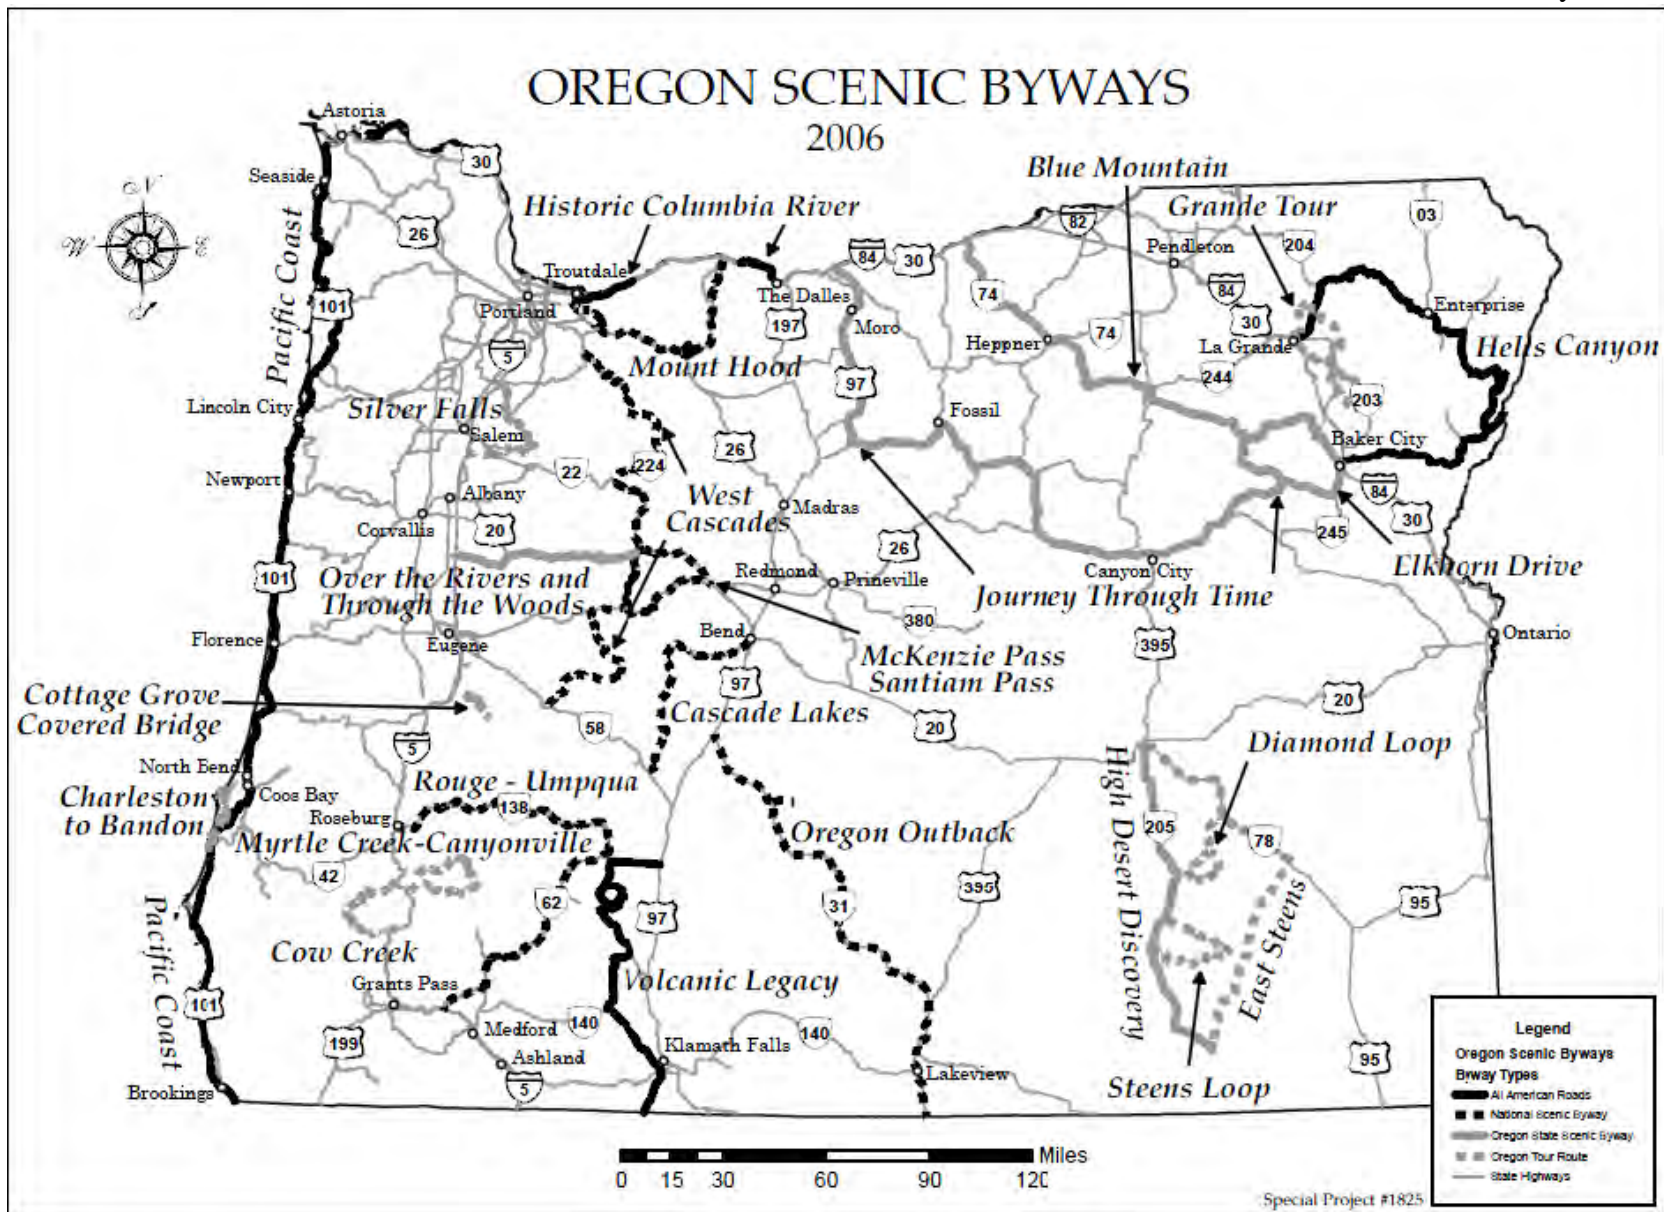 OREGON SCENIC BYWAYS
2006
N
W
E
Astoria
30
Seaside
Pacific Coast
26
Historic Columbia River
Blue Mountain
Grande Tour
82
03
204
Pendleton
84
30
84
30
Troutdale
Portland
The Dalles
197
Moro
74
74
Heppner
La Grande
244
Enterprise
Hells Canyon
101
5
Mount Hood
97
203
Lincoln City
Silver Falls
Salem
Fossil
Baker City
26
22
224
Newport
Albany
Corvallis
20
West
Cascades
Madras
26
84
30
245
101
Over the Rivers and
Through the Woods
Redmond
Prineville
Canyon City
Elkhorn Drive
Journey Through Time
380
Florence
Eugene
Bend
McKenzie Pass
Santiam Pass
395
Ontario
Cottage Grove
Covered Bridge
97
Cascade Lakes
58
20
20
5
Diamond Loop
North Bend
Coos Bay
Charleston
to Bandon
Rouge - Umpqua
138
Roseburg
Myrtle Creek-Canyonville
Oregon Outback
High Desert Discovery
205
78
42
62
97
31
395
95
Pacific Coast
Cow Creek
Grants Pass
Volcanic Legacy
East Steens
101
199
Medford
140
Ashland
5
Klamath Falls
140
Lakeview
95
Steens Loop
Brookings
Miles
0 15 30 60 90 120
Legend
Oregon Scenic Byways
Byway Types
All American Roads
National Scenic Byway
Oregon State Scenic Byway
Oregon Tour Route
State Highways
Special Project #1825